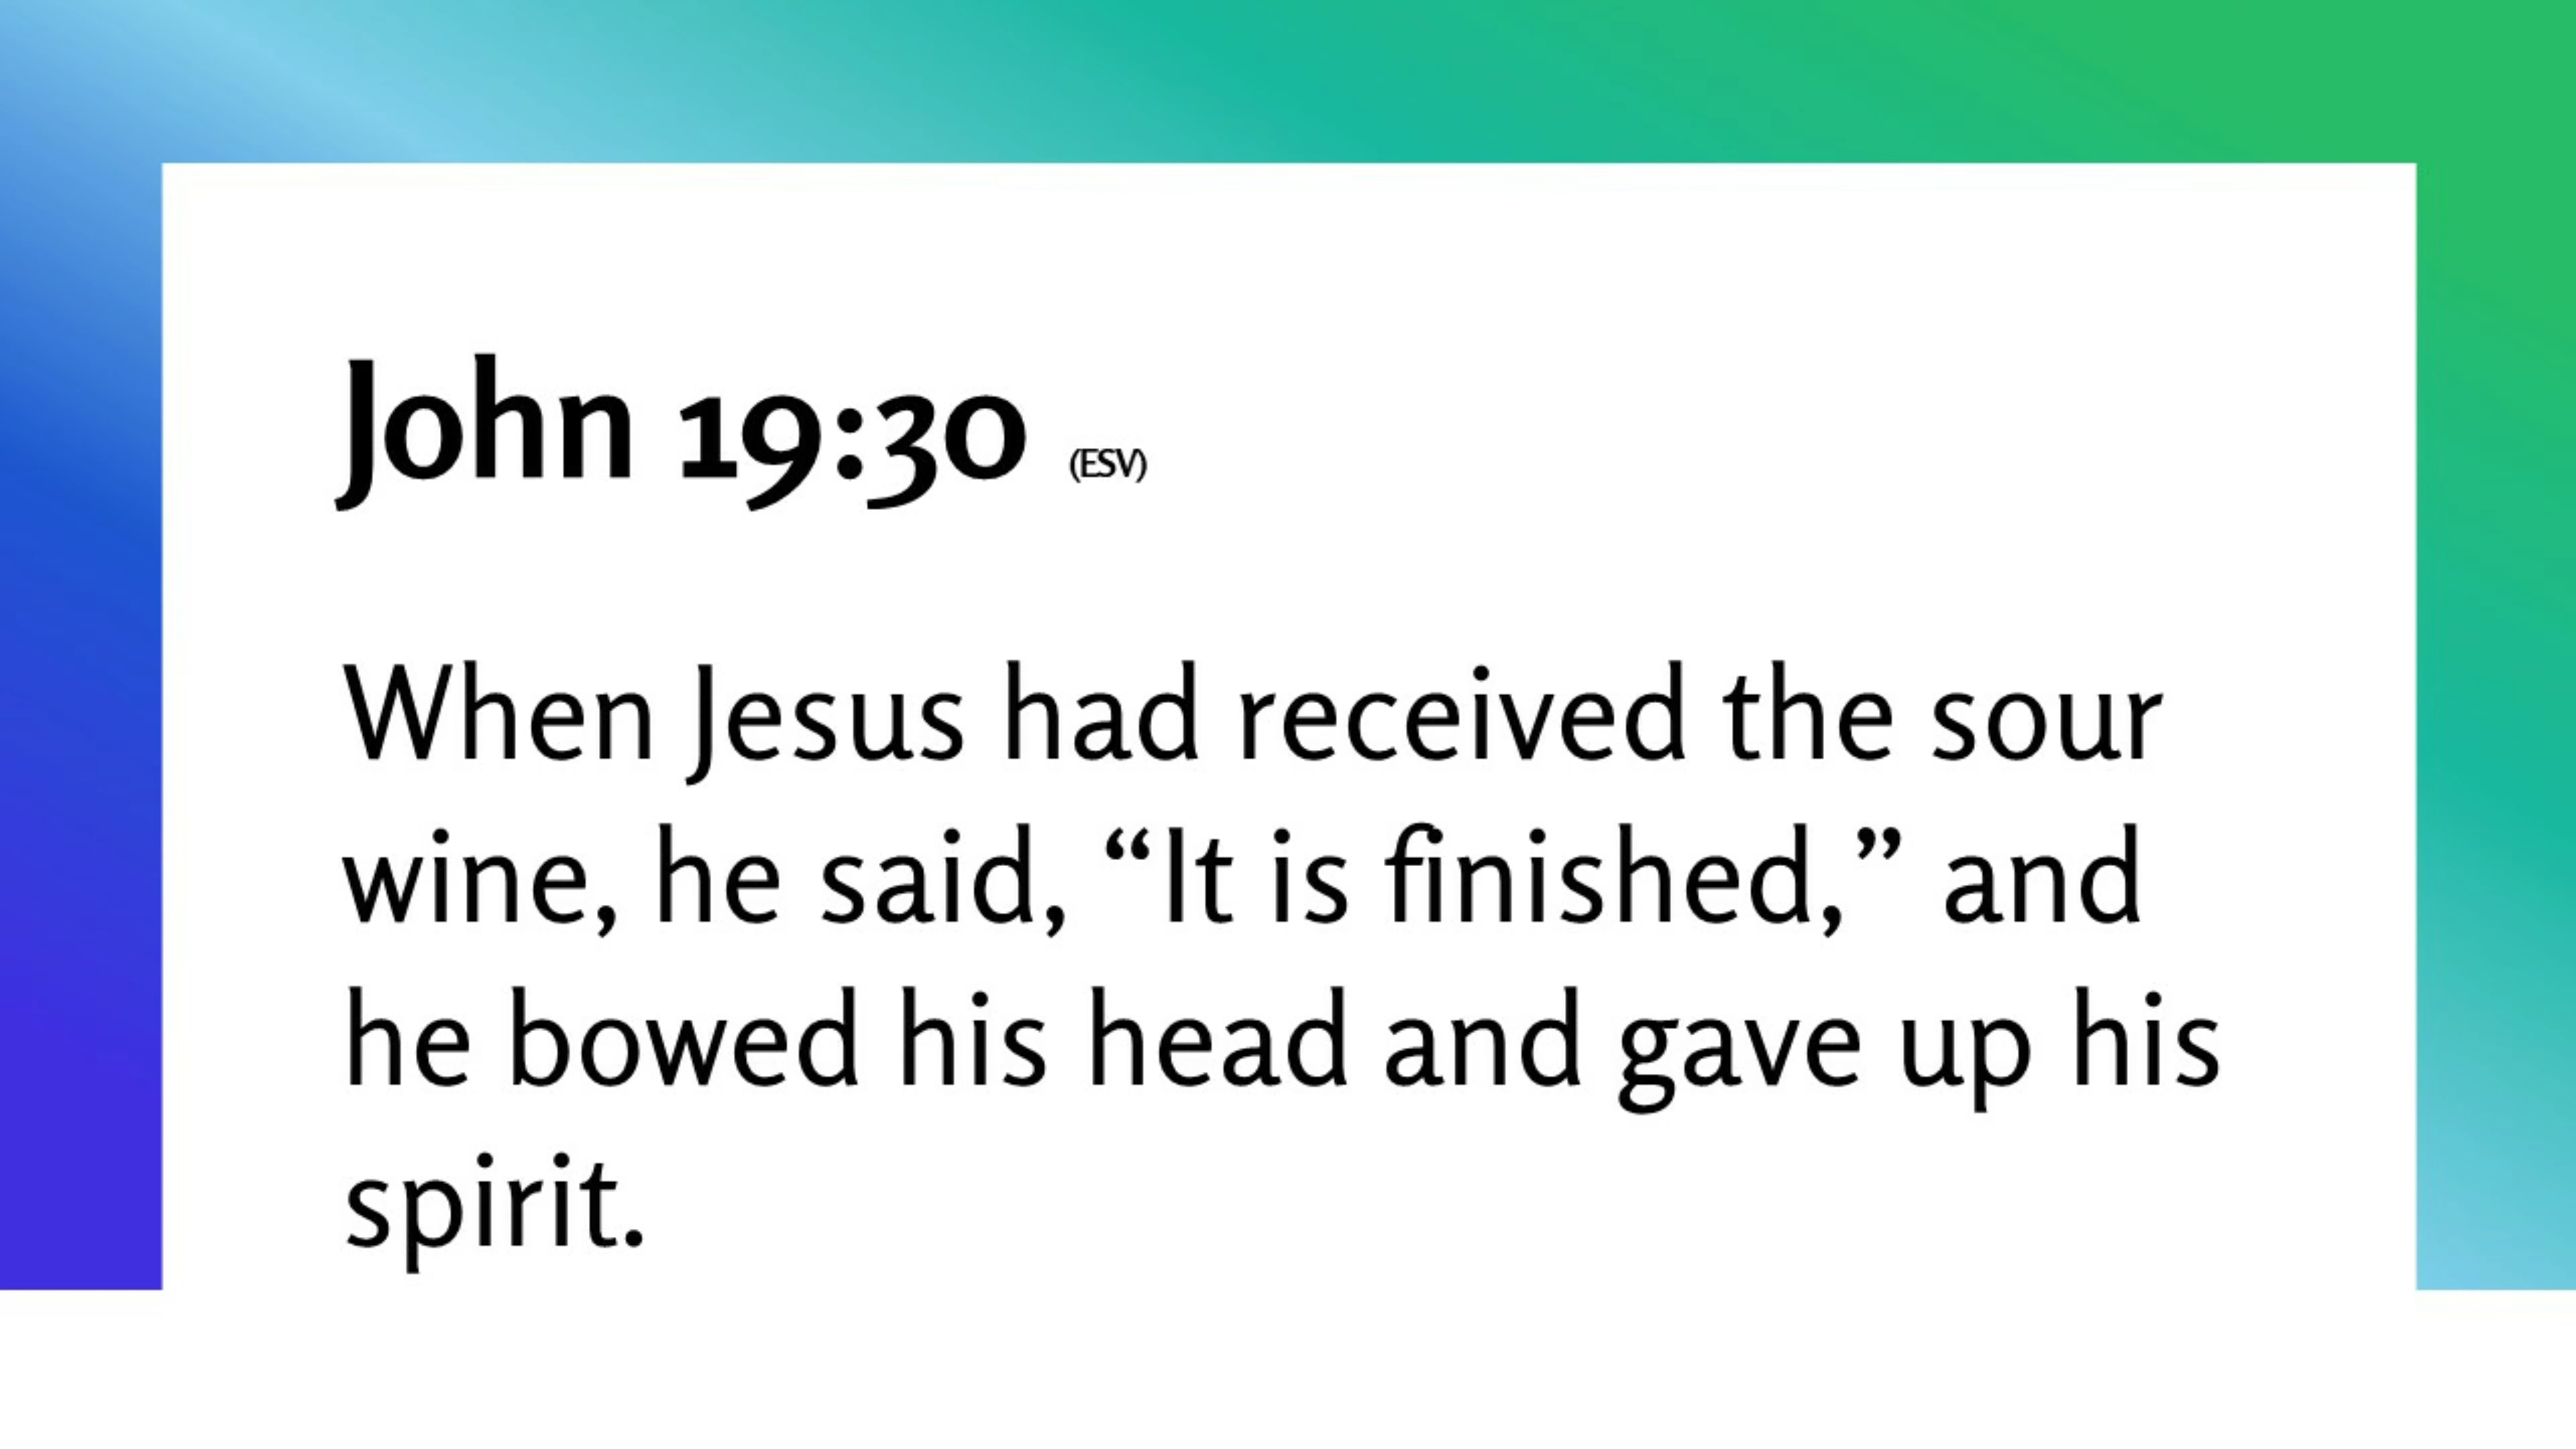 John 19:30 (ESV)
When Jesus had received the sour
wine, he said, “It is finished,” and
he bowed his head and gave up his
spirit.